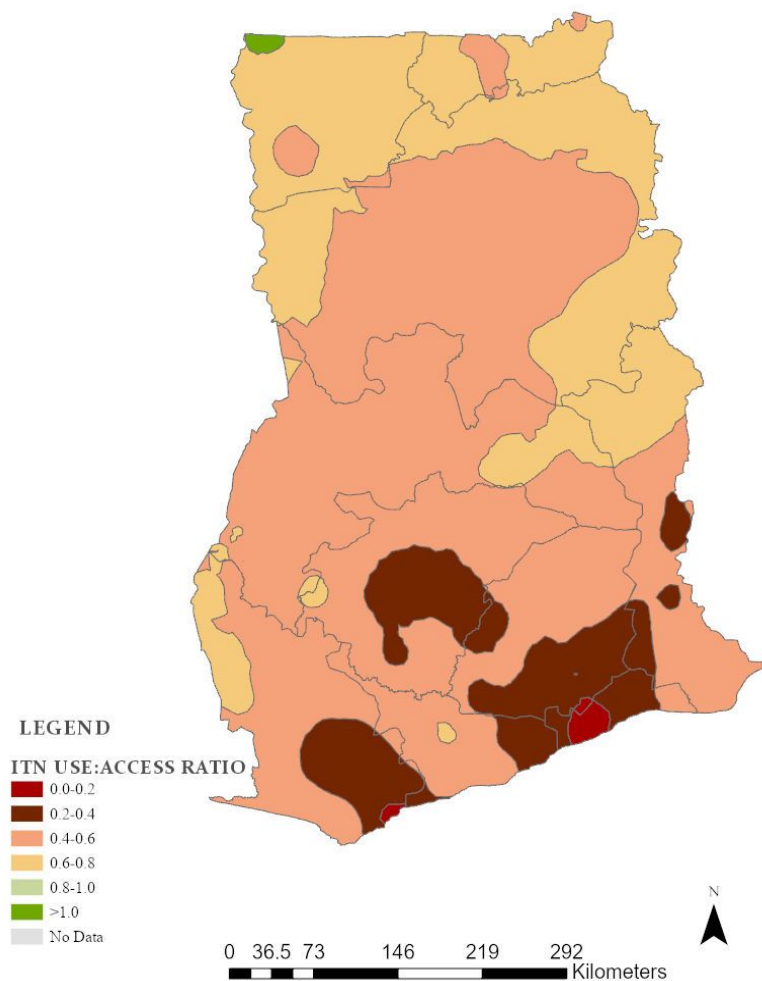 LEGEND
ITN USE:ACCESS RATIO
0.0-0.2
0.2-0.4
0.4-0.6
0.6-0.8
0.8-1.0
>1.0
No Data
N
0 36.5 73 146 219 292
Kilometers